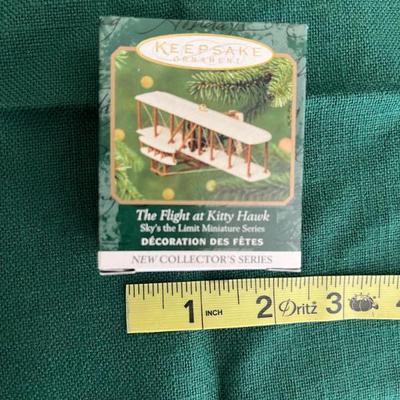 KEEPSAKE
ORNAMENT
The Flight at Kitty Hawk
Sky's the Limit Miniature Series
DÉCORATION DES FÊTES
NEW COLLECTOR'S SERIES
1 INCH 2 Dritz® 3 4